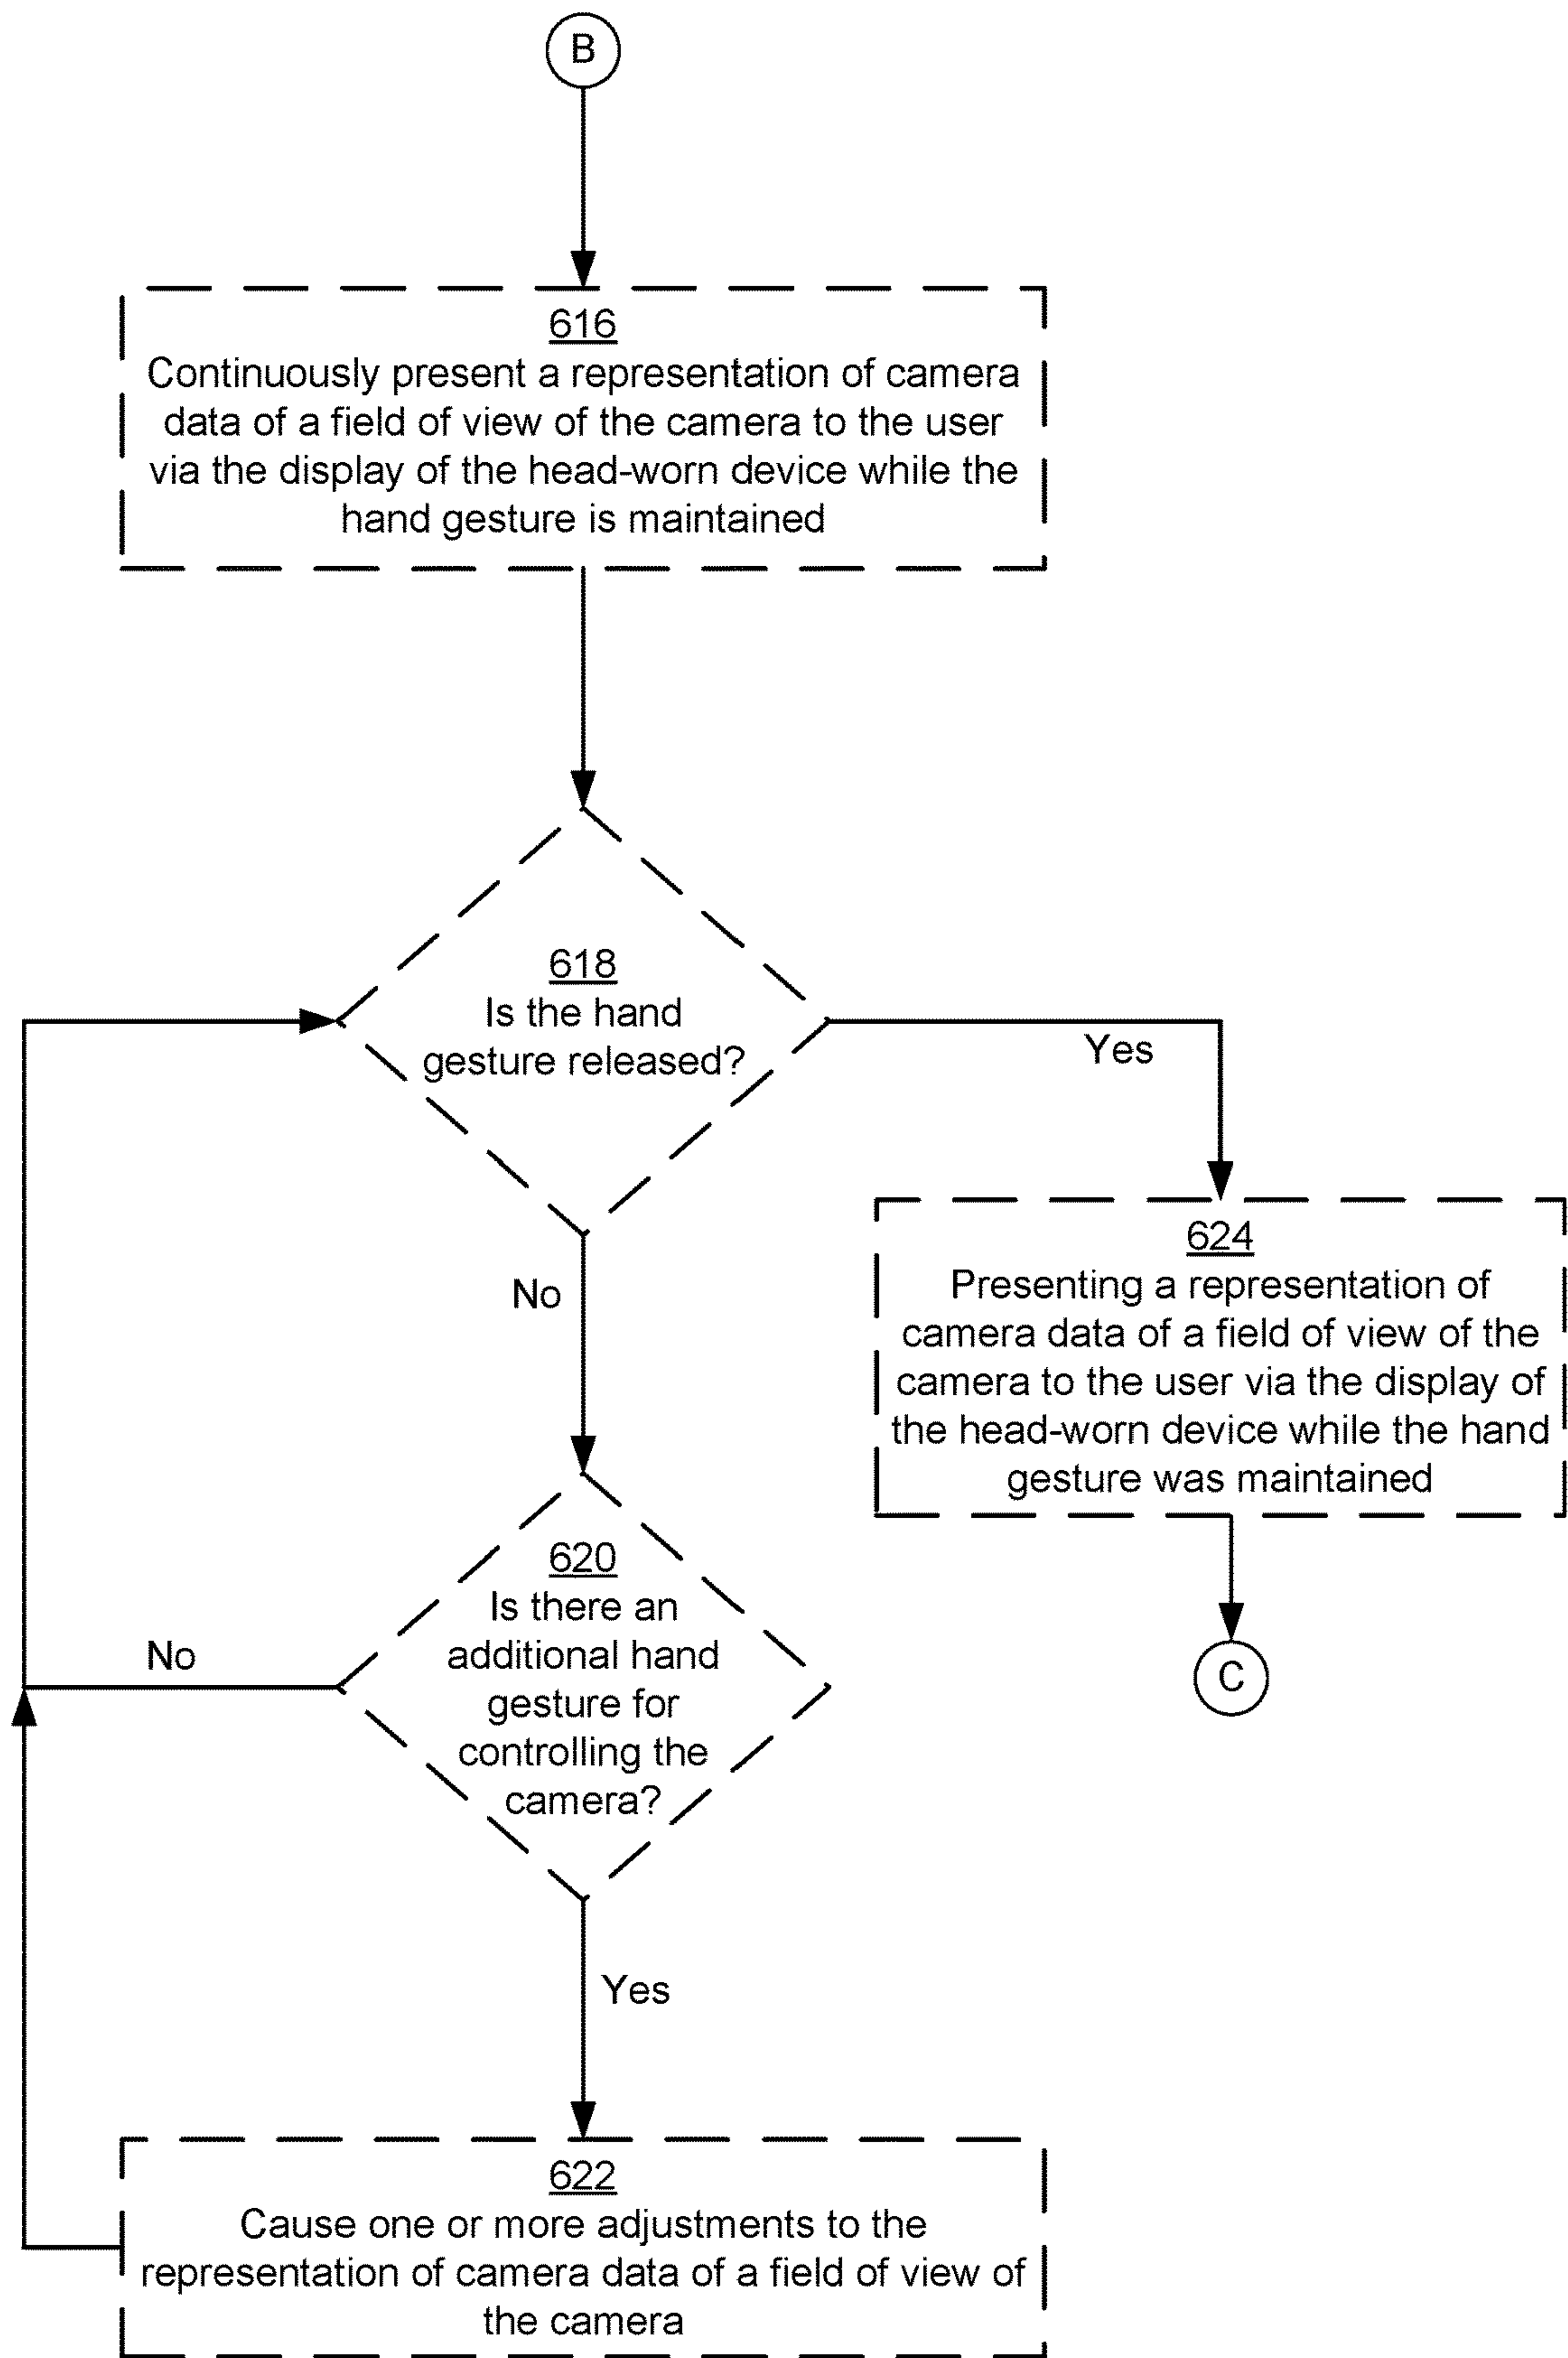 B
616
Continuously present a representation of camera
data of a field of view of the camera to the user
via the display of the head-worn device while the
hand gesture is maintained
618
Is the hand
gesture released?
Yes
No
624
Presenting a representation of
camera data of a field of view of the
camera to the user via the display of
the head-worn device while the hand
gesture was maintained
C
620
Is there an
additional hand
gesture for
controlling the
camera?
No
Yes
622
Cause one or more adjustments to the
representation of camera data of a field of view of
the camera